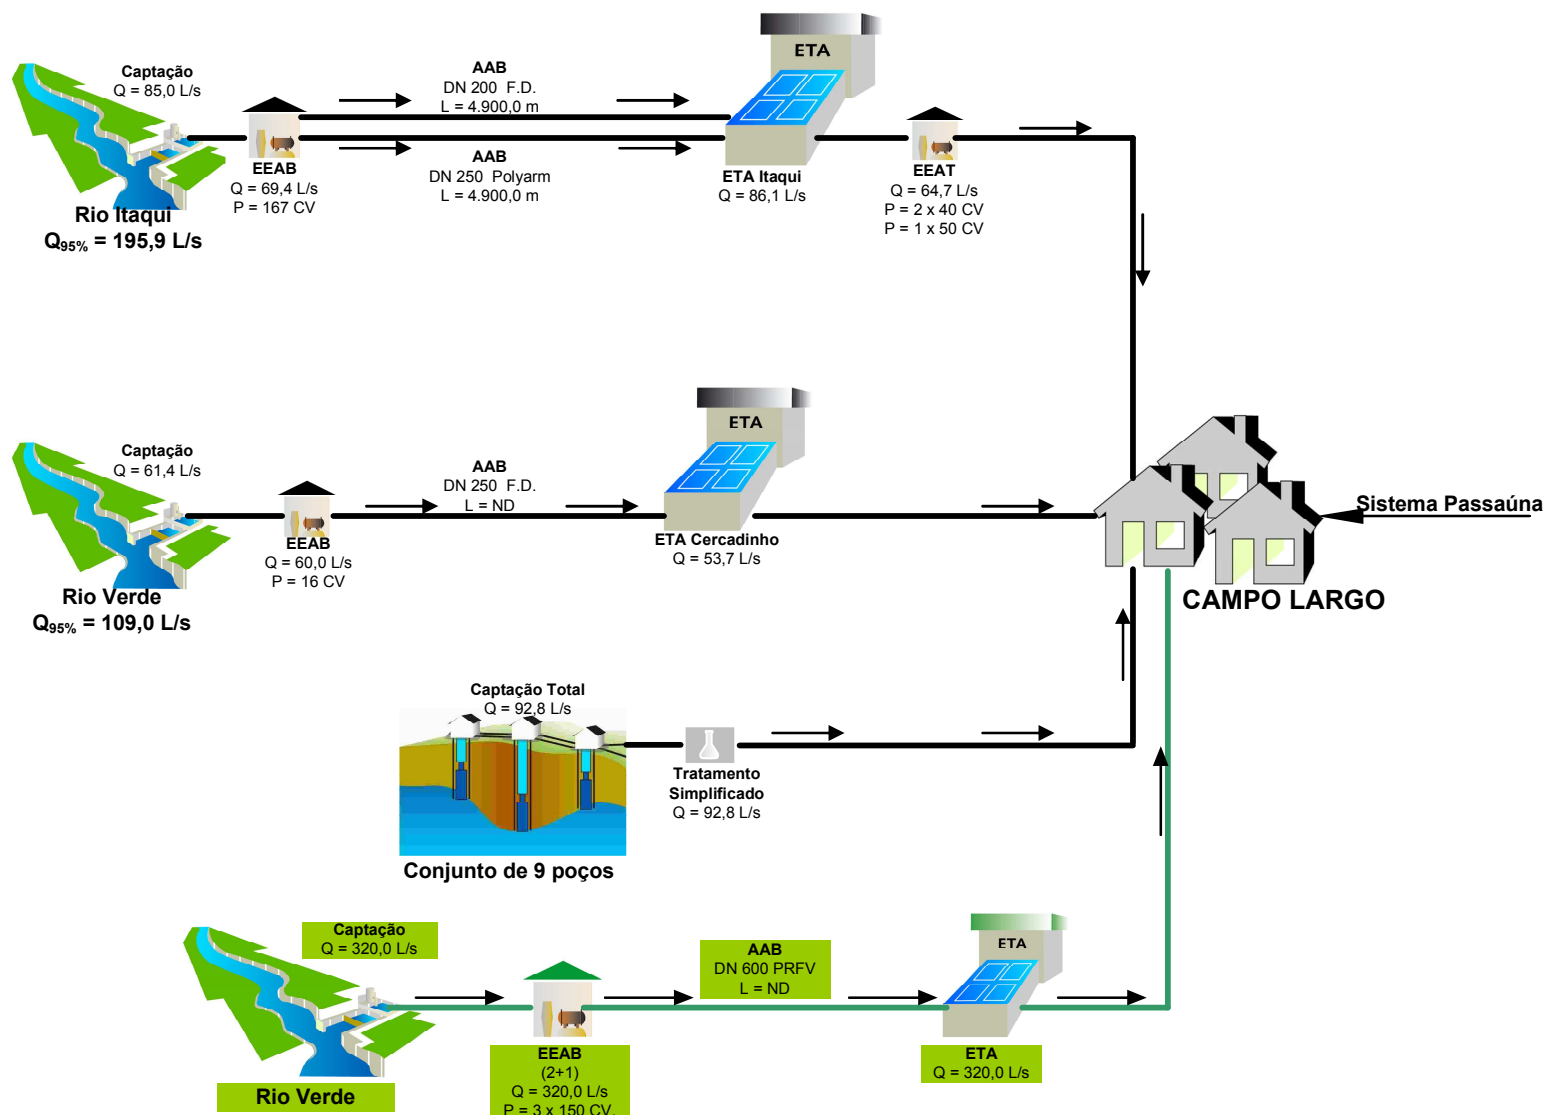 ETA
Captação
Q = 85,0 L/s
AAB
DN 200 F.D.
L = 4.900,0 m
EEAB
Q = 69,4 L/s
P = 167 CV
AAB
DN 250 Polyarm
L = 4.900,0 m
ETA Itaqui
Q = 86,1 L/s
EEAT
Q = 64,7 L/s
P = 2 x 40 CV
P = 1 x 50 CV
Rio Itaqui
Q95% = 195,9 L/s
ETA
Captação
Q = 61,4 L/s
AAB
DN 250 F.D.
L = ND
EEAB
Q = 60,0 L/s
P = 16 CV
ETA Cercadinho
Q = 53,7 L/s
Sistema Passaúna
Rio Verde
Q95% = 109,0 L/s
CAMPO LARGO
Captação Total
Q = 92,8 L/s
Tratamento
Simplificado
Q = 92,8 L/s
Conjunto de 9 poços
Captação
Q = 320,0 L/s
AAB
DN 600 PRFV
L = ND
ETA
EEAB
(2+1)
Q = 320,0 L/s
P = 3 x 150 CV.
ETA
Q = 320,0 L/s
Rio Verde